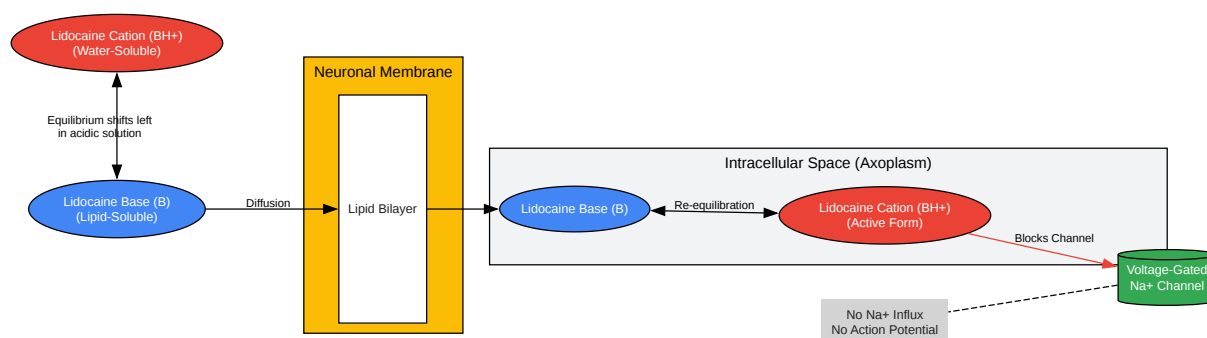 Lidocaine Cation (BH+)
(Water-Soluble)
Equilibrium shifts left
in acidic solution
Lidocaine Base (B)
(Lipid-Soluble)
Diffusion
Neuronal Membrane
Lipid Bilayer
Intracellular Space (Axoplasm)
Lidocaine Base (B)
Re-equilibration
Lidocaine Cation (BH+)
(Active Form)
Blocks Channel
Voltage-Gated
Na+ Channel
No Na+ Influx
No Action Potential